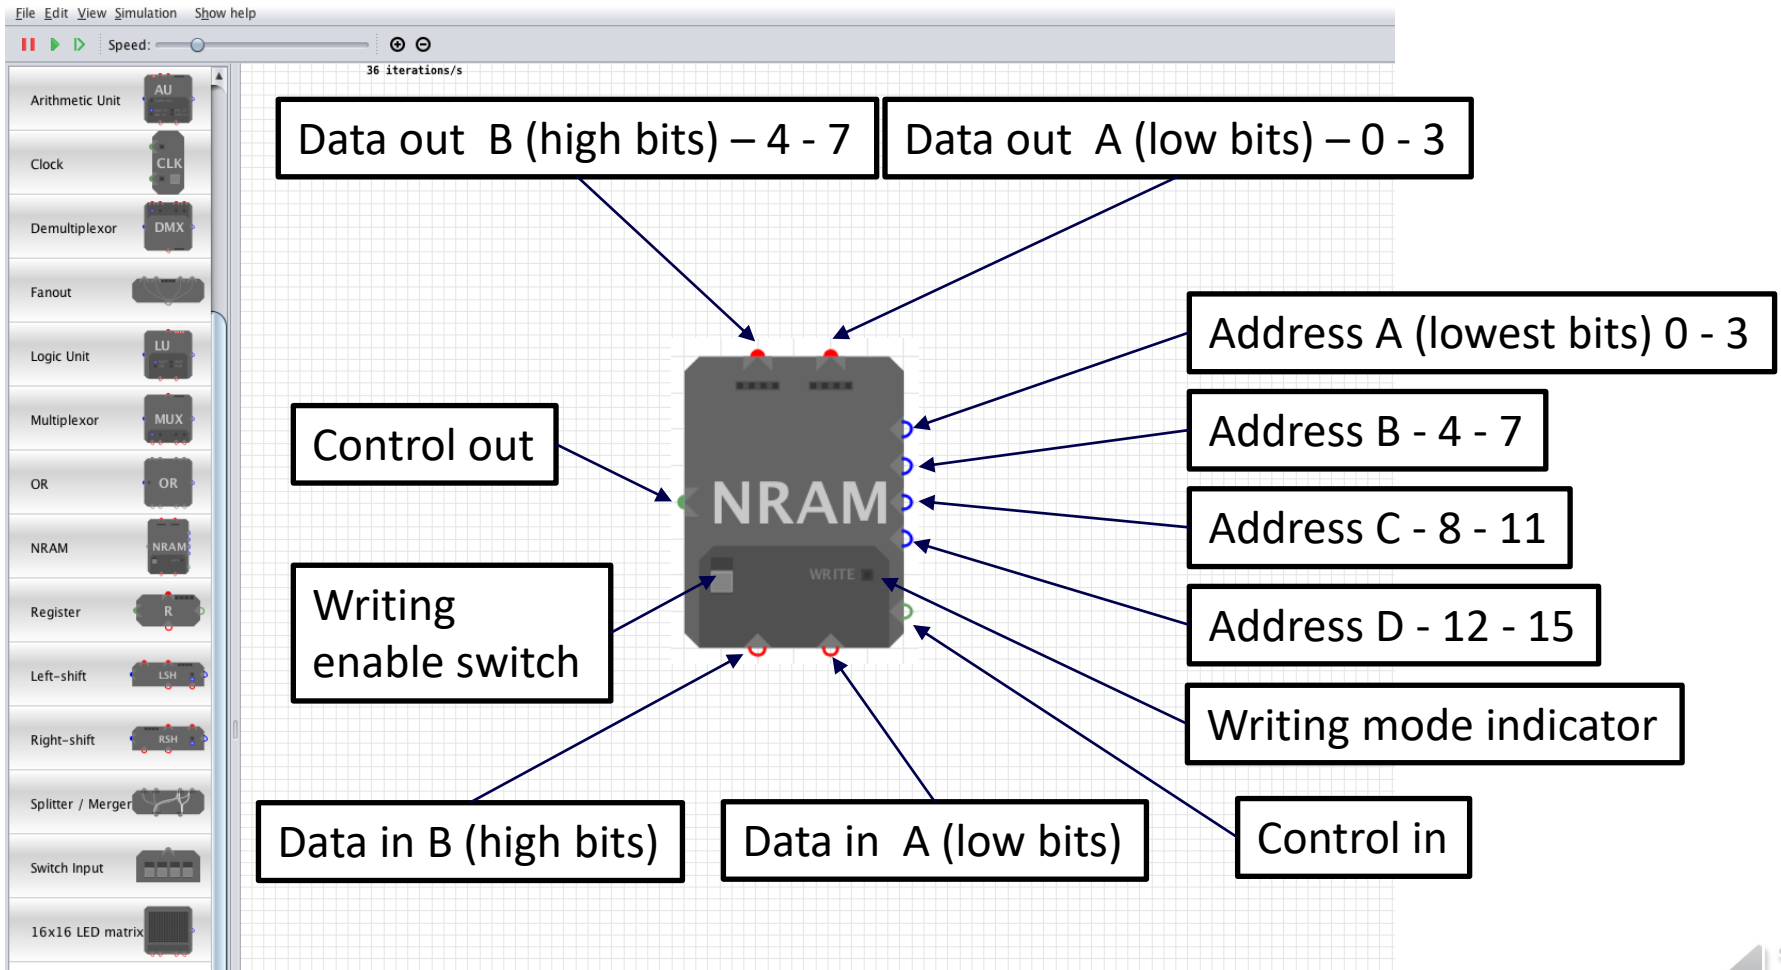 File Edit View Simulation Show help
Speed:
36 iterations/s
Arithmetic Unit
AU
Clock
CLK
Demultiplexor
DMX
Fanout
Logic Unit
LU
Multiplexor
MUX
OR
OR
NRAM
NRAM
Register
R
Left-shift
LSH
Right-shift
RSH
Splitter / Merger
Switch Input
16x16 LED matrix
Data out B (high bits) – 4 - 7
Data out A (low bits) – 0 - 3
Address A (lowest bits) 0 - 3
Address B - 4 - 7
Control out
Address C - 8 - 11
NRAM
WRITE
Writing
enable switch
Address D - 12 - 15
Writing mode indicator
Data in B (high bits)
Data in A (low bits)
Control in